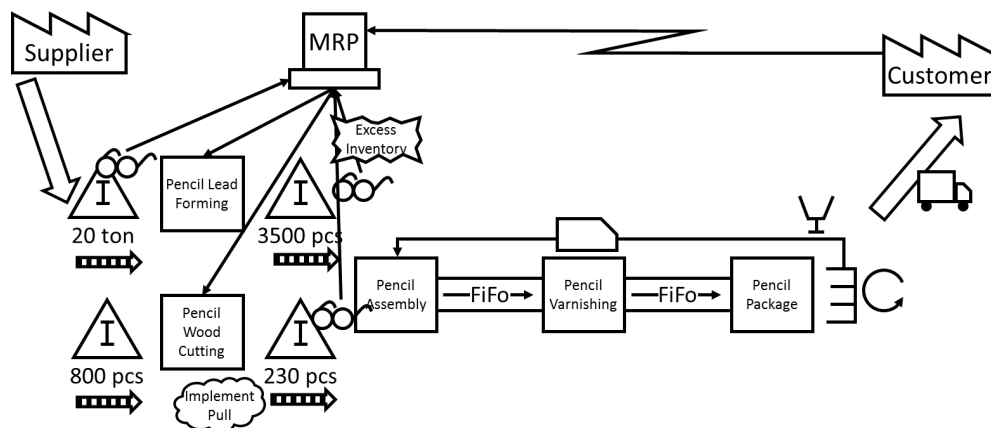 Supplier
MRP
Customer
Excess
Inventory
I
Pencil Lead
Forming
I
20 ton
3500 pcs
Pencil
Assembly
FiFo
Pencil
Varnishing
FiFo
Pencil
Package
I
Pencil
Wood
Cutting
I
800 pcs
230 pcs
Implement
Pull